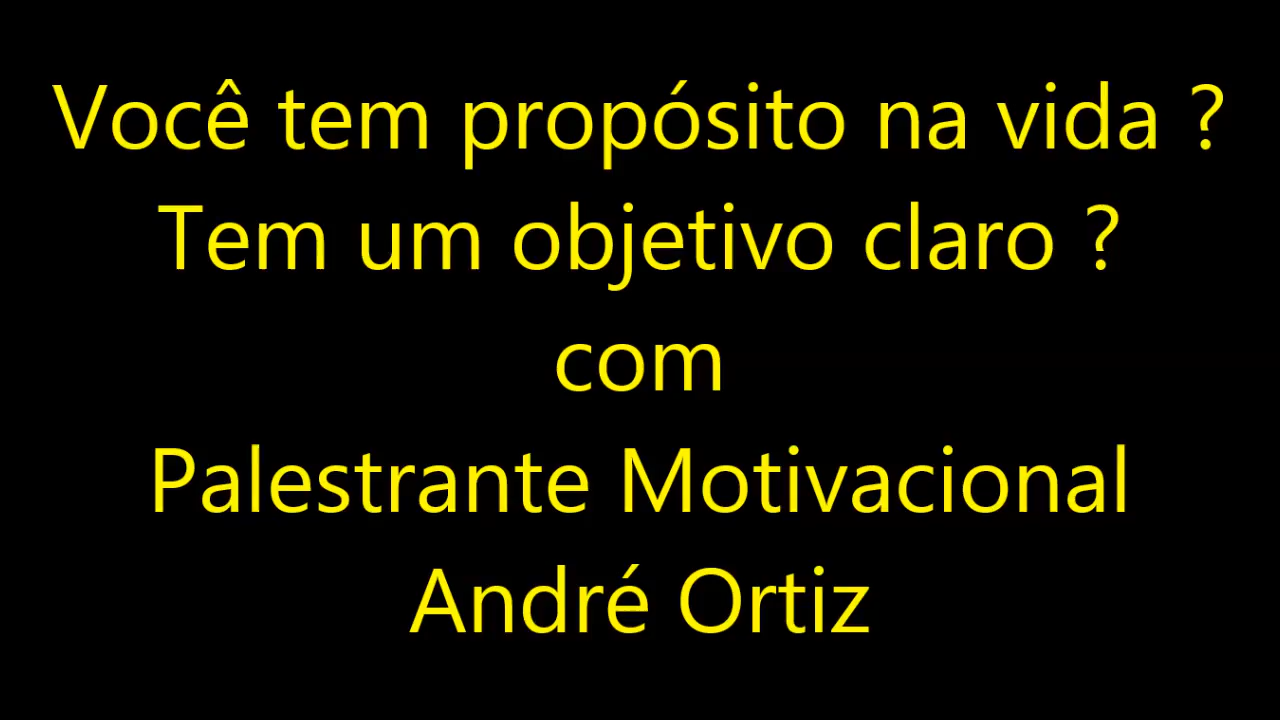 Você tem propósito na vida ?
Tem um objetivo claro ?
com
Palestrante Motivacional
André Ortiz